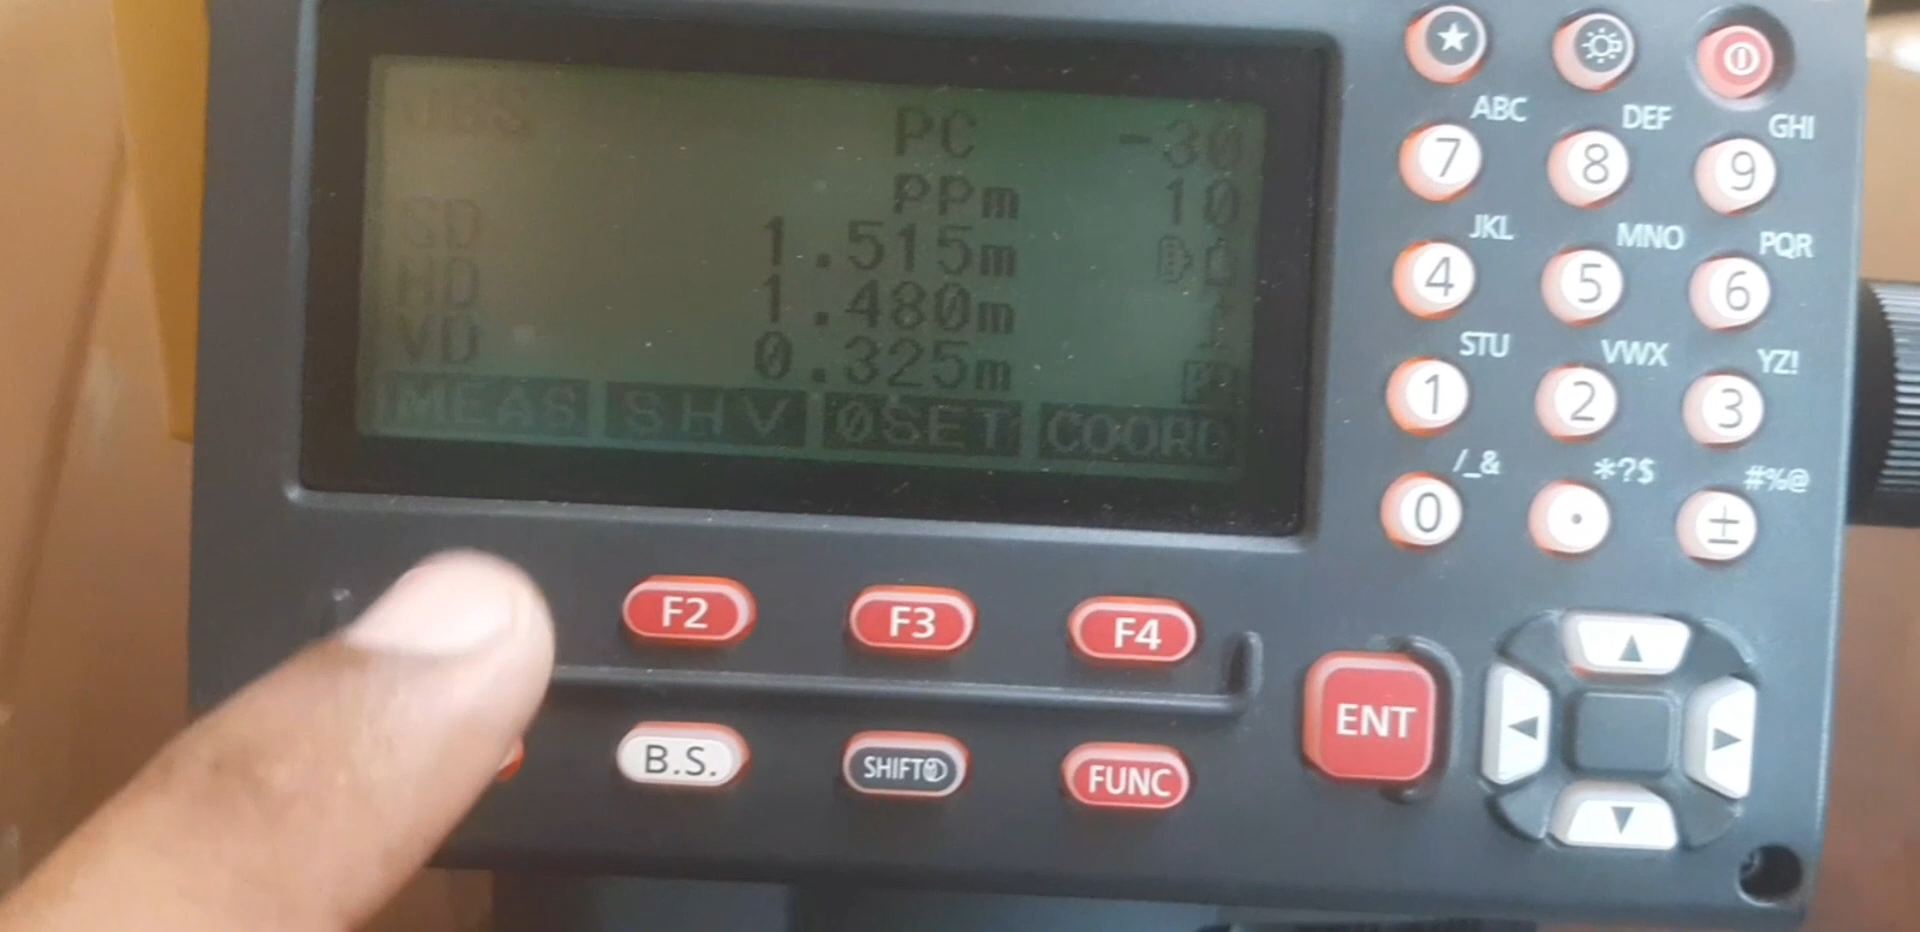 OBS PC -30
PPm 10
SD 1.515m
HD 1.480m
VD 0.325m
MEAS SHV 0SET COORD
F2 F3 F4
B.S. SHIFT FUNC
ENT
ABC DEF GHI
7 8 9
JKL MNO PQR
4 5 6
STU VWX YZ!
1 2 3
/_& *?$ #%@
0 . ±